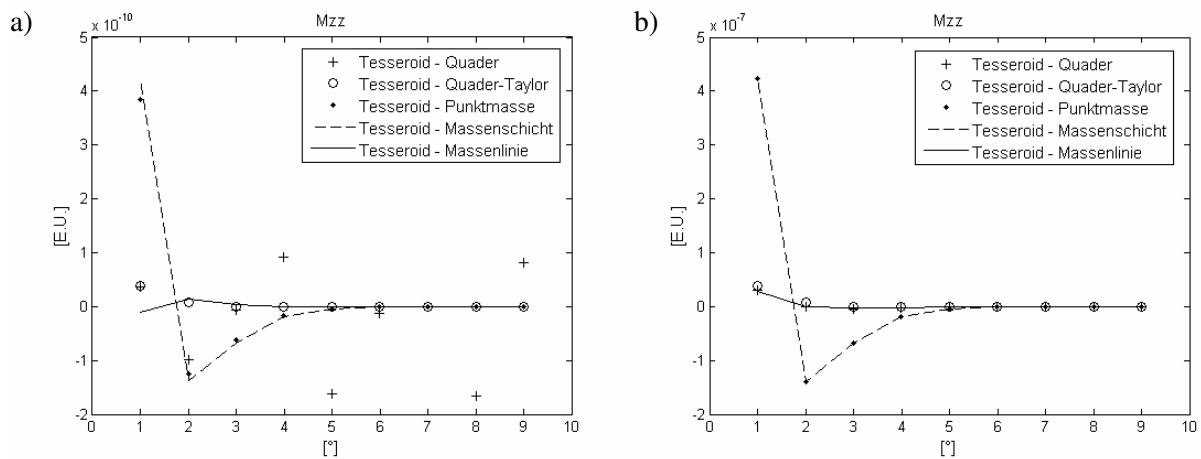 a)
x 10⁻¹⁰
Mzz
5
4
3
2
1
0
-1
-2
[E.U.]
Tesseroid - Quader
Tesseroid - Quader-Taylor
Tesseroid - Punktmasse
Tesseroid - Massenschicht
Tesseroid - Massenlinie
0 1 2 3 4 5 6 7 8 9 10
[°]
b)
x 10⁻⁷
Mzz
5
4
3
2
1
0
-1
-2
[E.U.]
Tesseroid - Quader
Tesseroid - Quader-Taylor
Tesseroid - Punktmasse
Tesseroid - Massenschicht
Tesseroid - Massenlinie
0 1 2 3 4 5 6 7 8 9 10
[°]